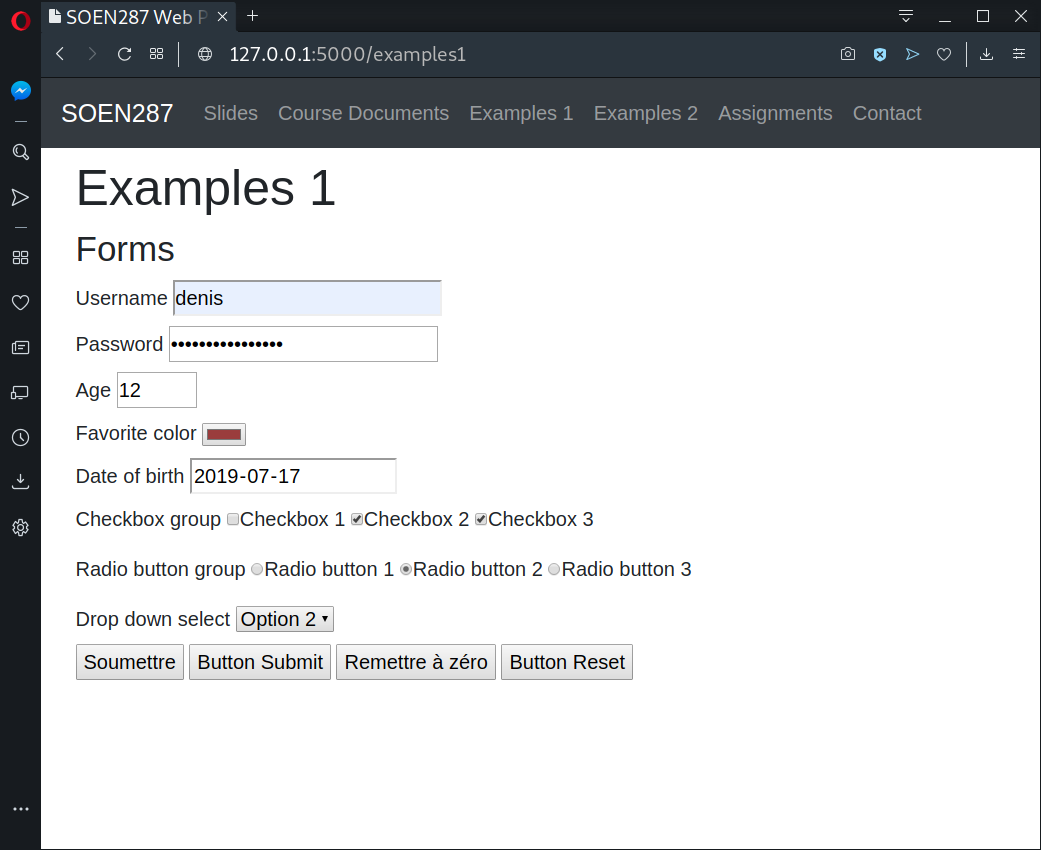 SOEN287 Web P
127.0.0.1:5000/examples1
SOEN287 Slides Course Documents Examples 1 Examples 2 Assignments Contact
Examples 1
Forms
Username denis
Password ••••••••••••••••
Age 12
Favorite color
Date of birth 2019-07-17
Checkbox group Checkbox 1 Checkbox 2 Checkbox 3
Radio button group Radio button 1 Radio button 2 Radio button 3
Drop down select Option 2
Soumettre Button Submit Remettre à zéro Button Reset